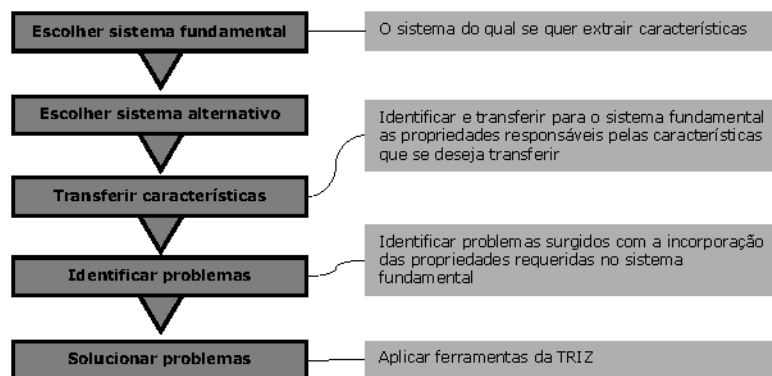 Escolher sistema fundamental
O sistema do qual se quer extrair características
Escolher sistema alternativo
Identificar e transferir para o sistema fundamental
as propriedades responsáveis pelas características
que se deseja transferir
Transferir características
Identificar problemas surgidos com a incorporação
das propriedades requeridas no sistema
fundamental
Identificar problemas
Solucionar problemas
Aplicar ferramentas da TRIZ